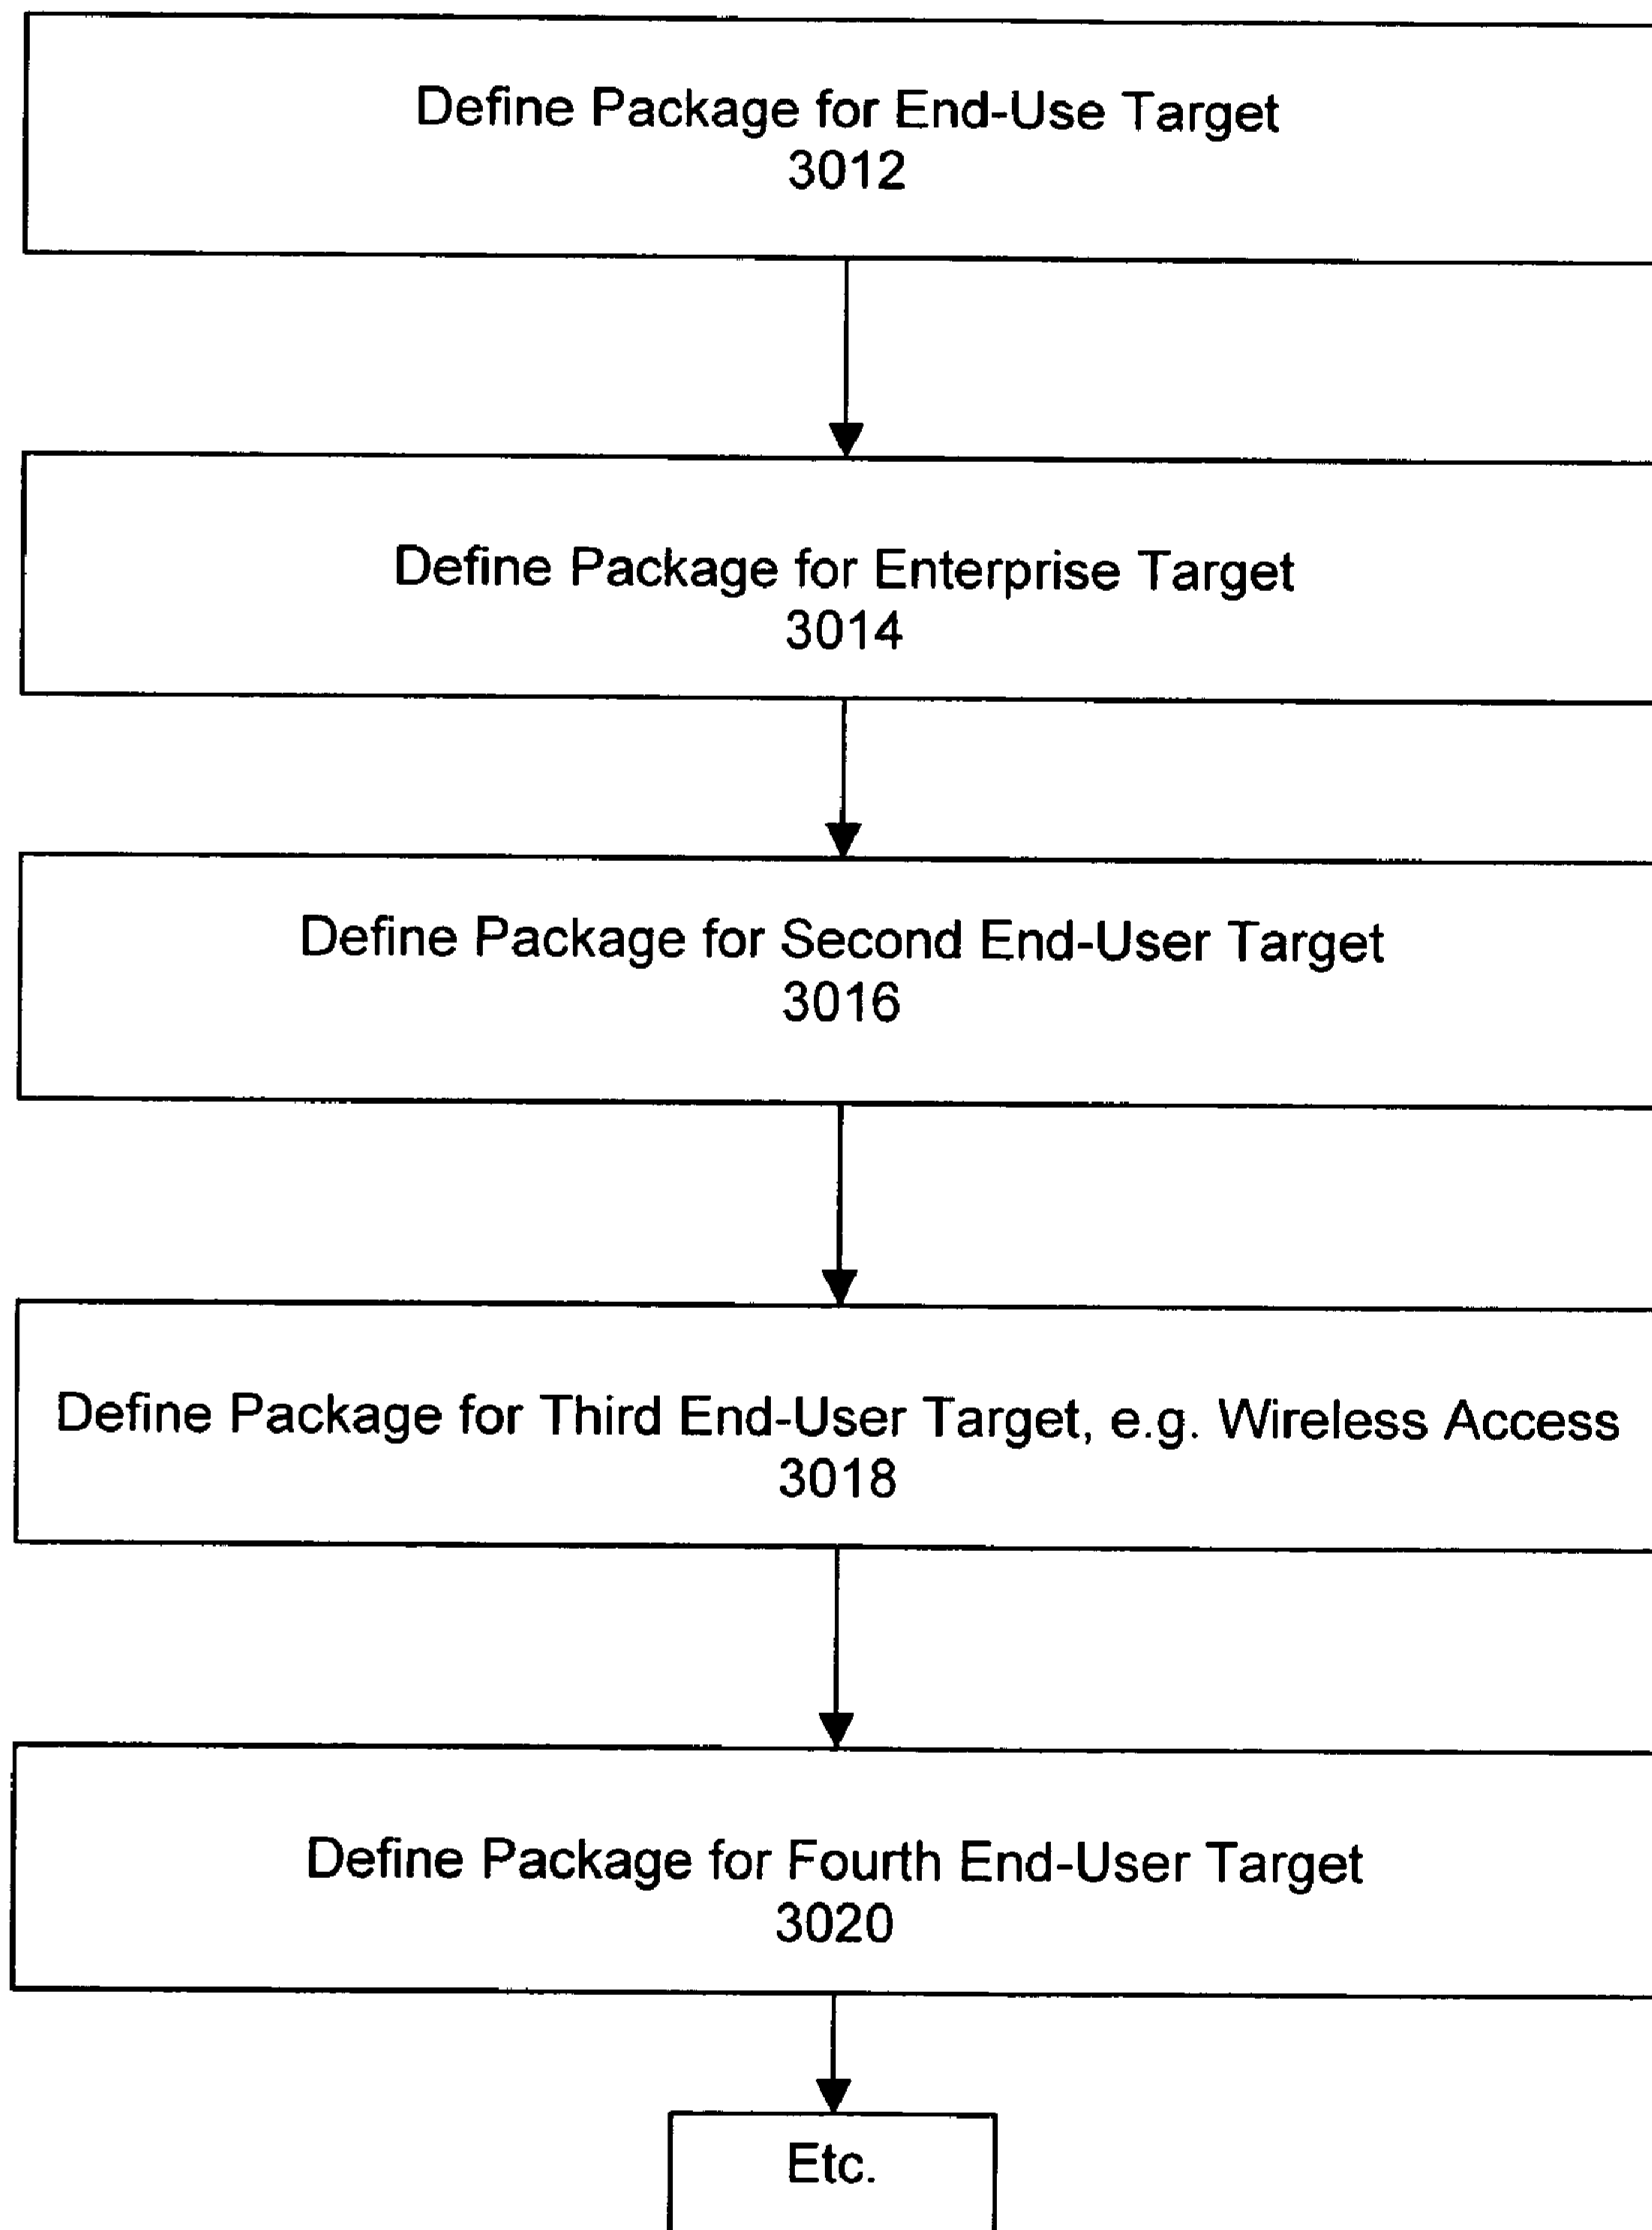 Define Package for End-Use Target
3012
Define Package for Enterprise Target
3014
Define Package for Second End-User Target
3016
Define Package for Third End-User Target, e.g. Wireless Access
3018
Define Package for Fourth End-User Target
3020
Etc.